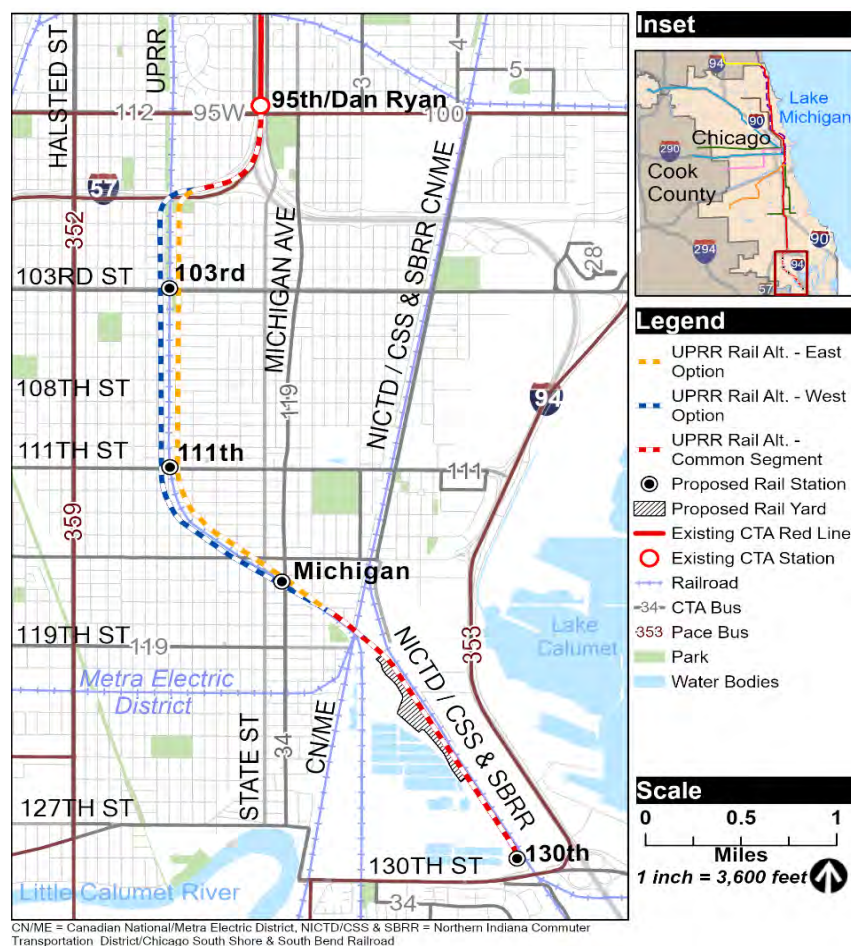 HALSTED ST
UPRR
3
4
5
95th/Dan Ryan
112
95W
100
57
352
MICHIGAN AVE
NICTD / CSS & SBRR CN/ME
28
103RD ST
103rd
108TH ST
119
94
111TH ST
111th
111
359
Michigan
119TH ST
119
353
Lake
Calumet
Metra Electric
District
NICTD / CSS & SBRR
STATE ST
34
CN/ME
127TH ST
130TH ST
130th
Little Calumet River
34
CN/ME = Canadian National/Metra Electric District, NICTD/CSS & SBRR = Northern Indiana Commuter
Transportation District/Chicago South Shore & South Bend Railroad
Inset
94
Lake
Michigan
90
Chicago
290
Cook
County
294
90
94
57
Legend
UPRR Rail Alt. - East
Option
UPRR Rail Alt. - West
Option
UPRR Rail Alt. -
Common Segment
Proposed Rail Station
Proposed Rail Yard
Existing CTA Red Line
Existing CTA Station
Railroad
34 CTA Bus
353 Pace Bus
Park
Water Bodies
Scale
0 0.5 1
Miles
1 inch = 3,600 feet